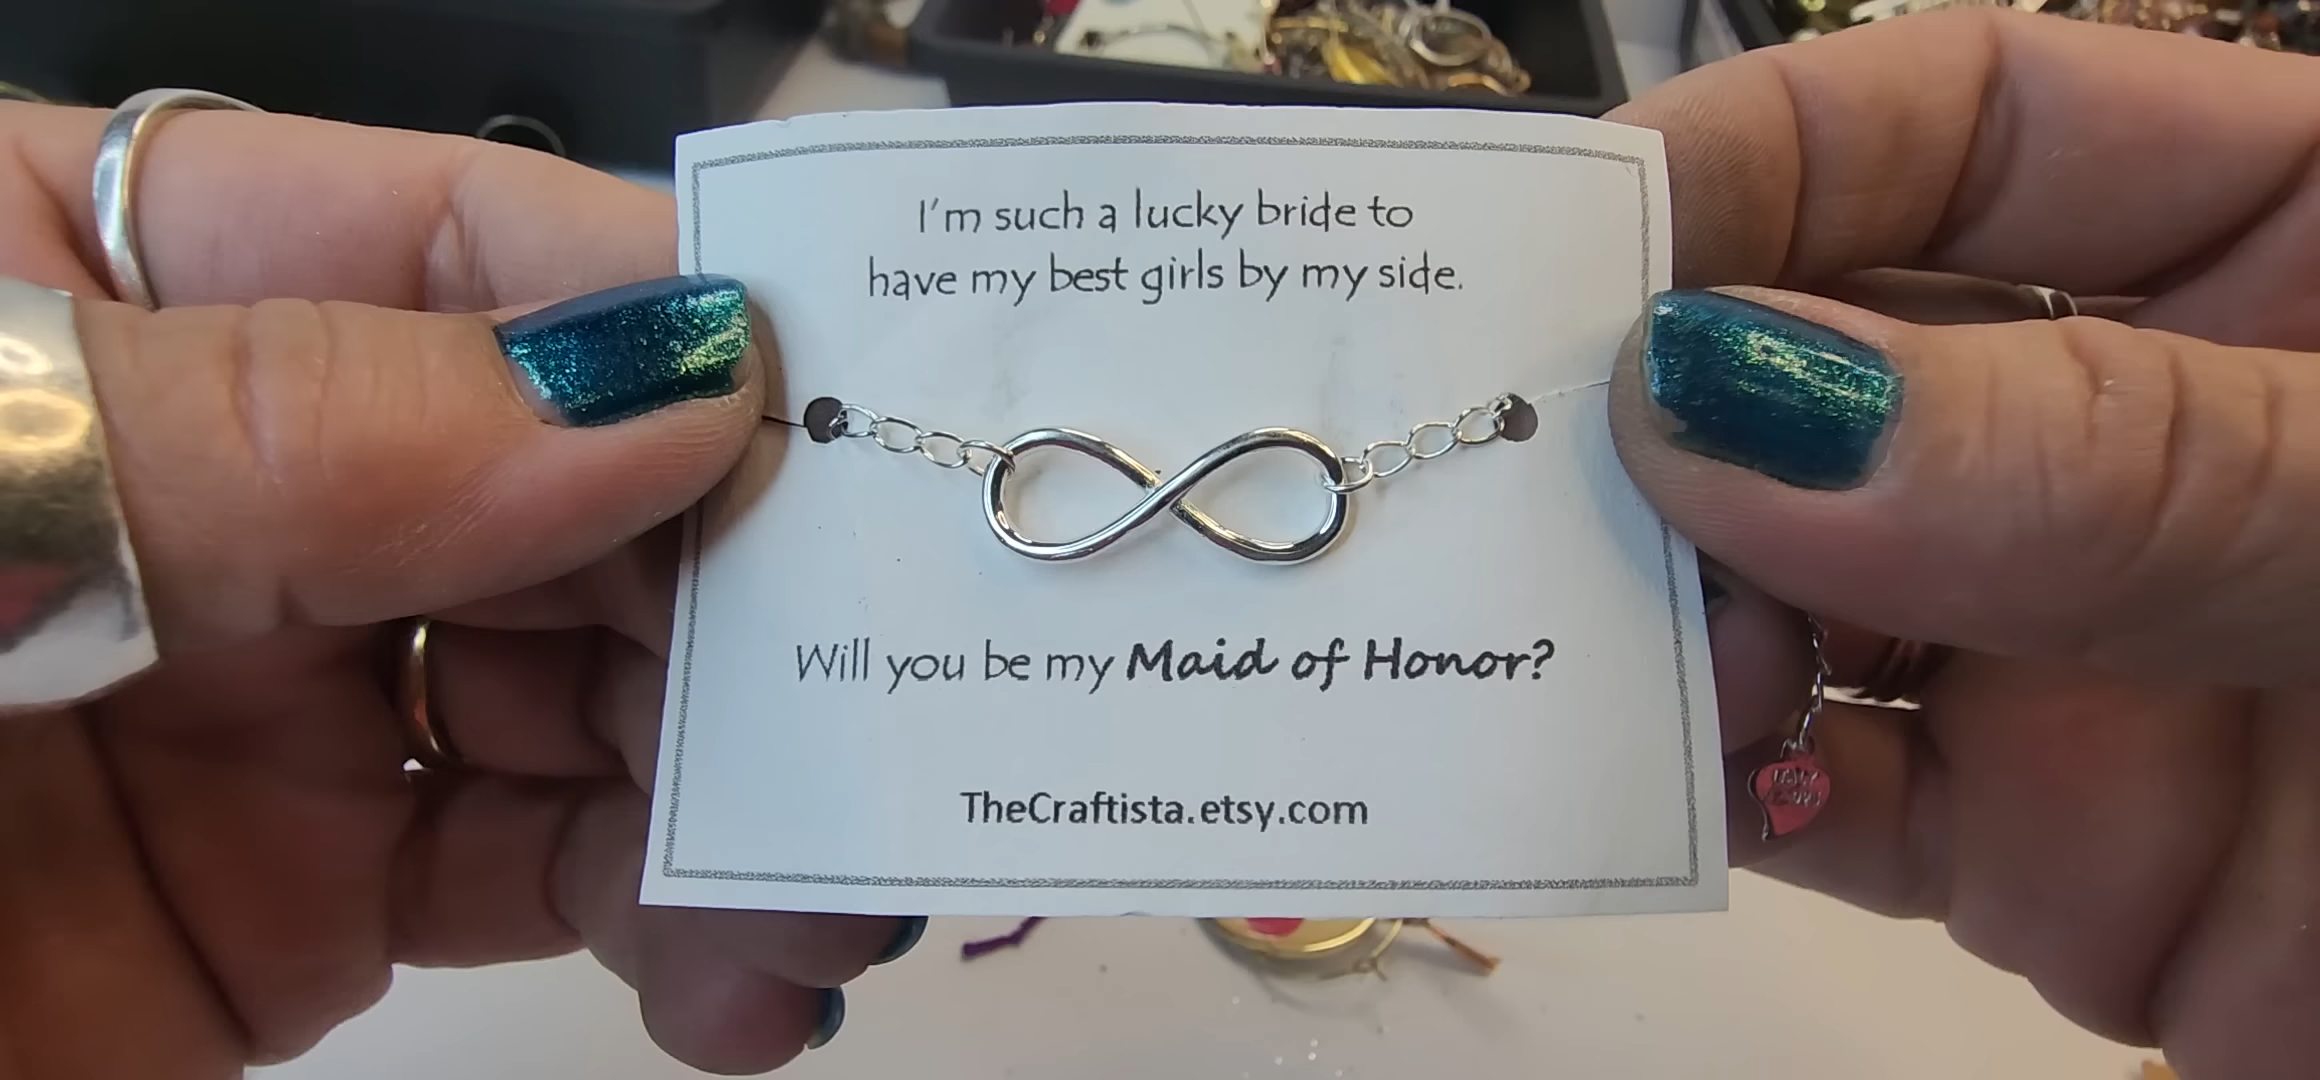 I'm such a lucky bride to
have my best girls by my side.
Will you be my Maid of Honor?
TheCraftista.etsy.com